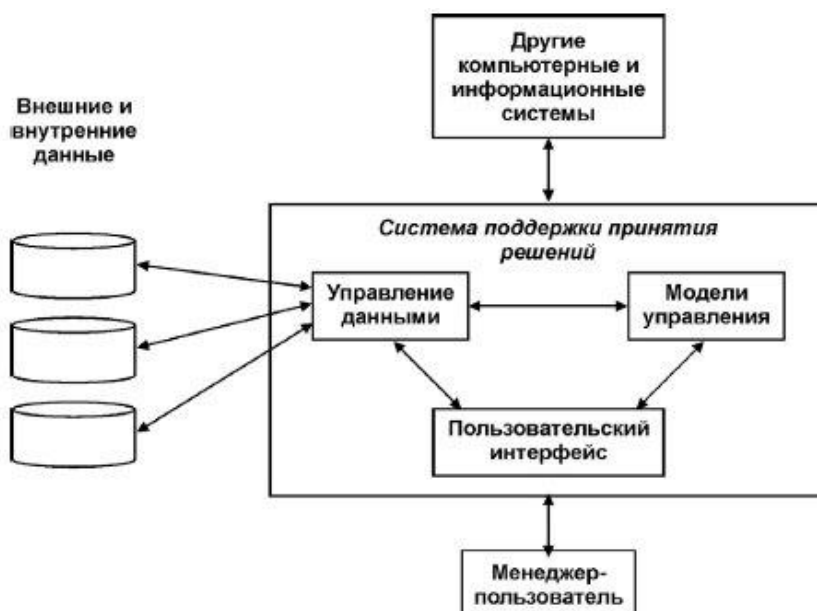 Другие
компьютерные и
информационные
системы
Внешние и
внутренние
данные
Система поддержки принятия
решений
Управление
данными
Модели
управления
Пользовательский
интерфейс
Менеджер-
пользователь